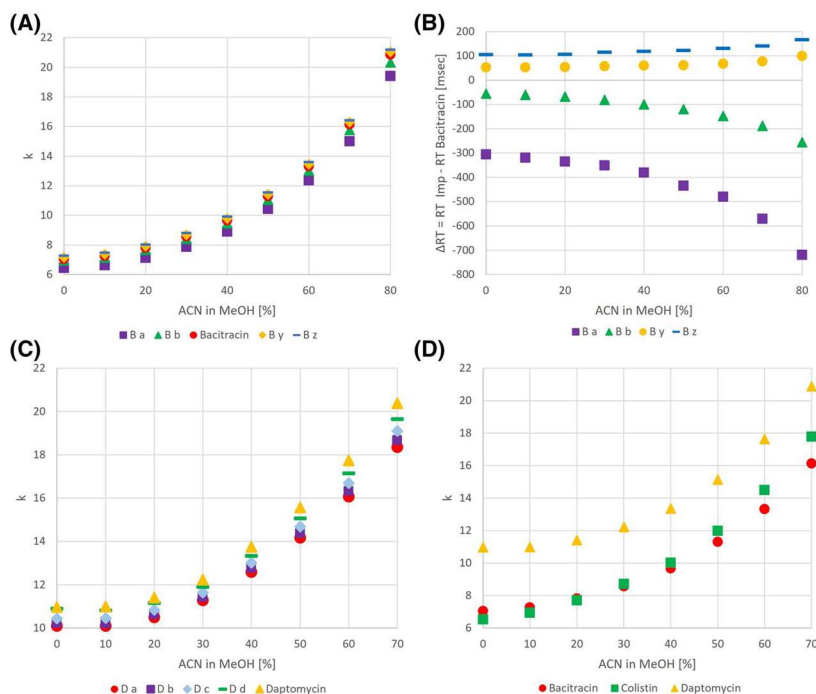 (A)
22
20
18
16
14
12
10
8
6
k
0 20 40 60 80
ACN in MeOH [%]
B a B b Bacitracin B y B z
(B)
200
100
0
-100
-200
-300
-400
-500
-600
-700
-800
ΔRT = RT Imp - RT Bacitracin [msec]
0 20 40 60 80
ACN in MeOH [%]
B a B b B y B z
(C)
22
20
18
16
14
12
10
k
0 10 20 30 40 50 60 70
ACN in MeOH [%]
D a D b D c D d Daptomycin
(D)
22
20
18
16
14
12
10
8
6
k
0 10 20 30 40 50 60 70
ACN in MeOH [%]
Bacitracin Colistin Daptomycin